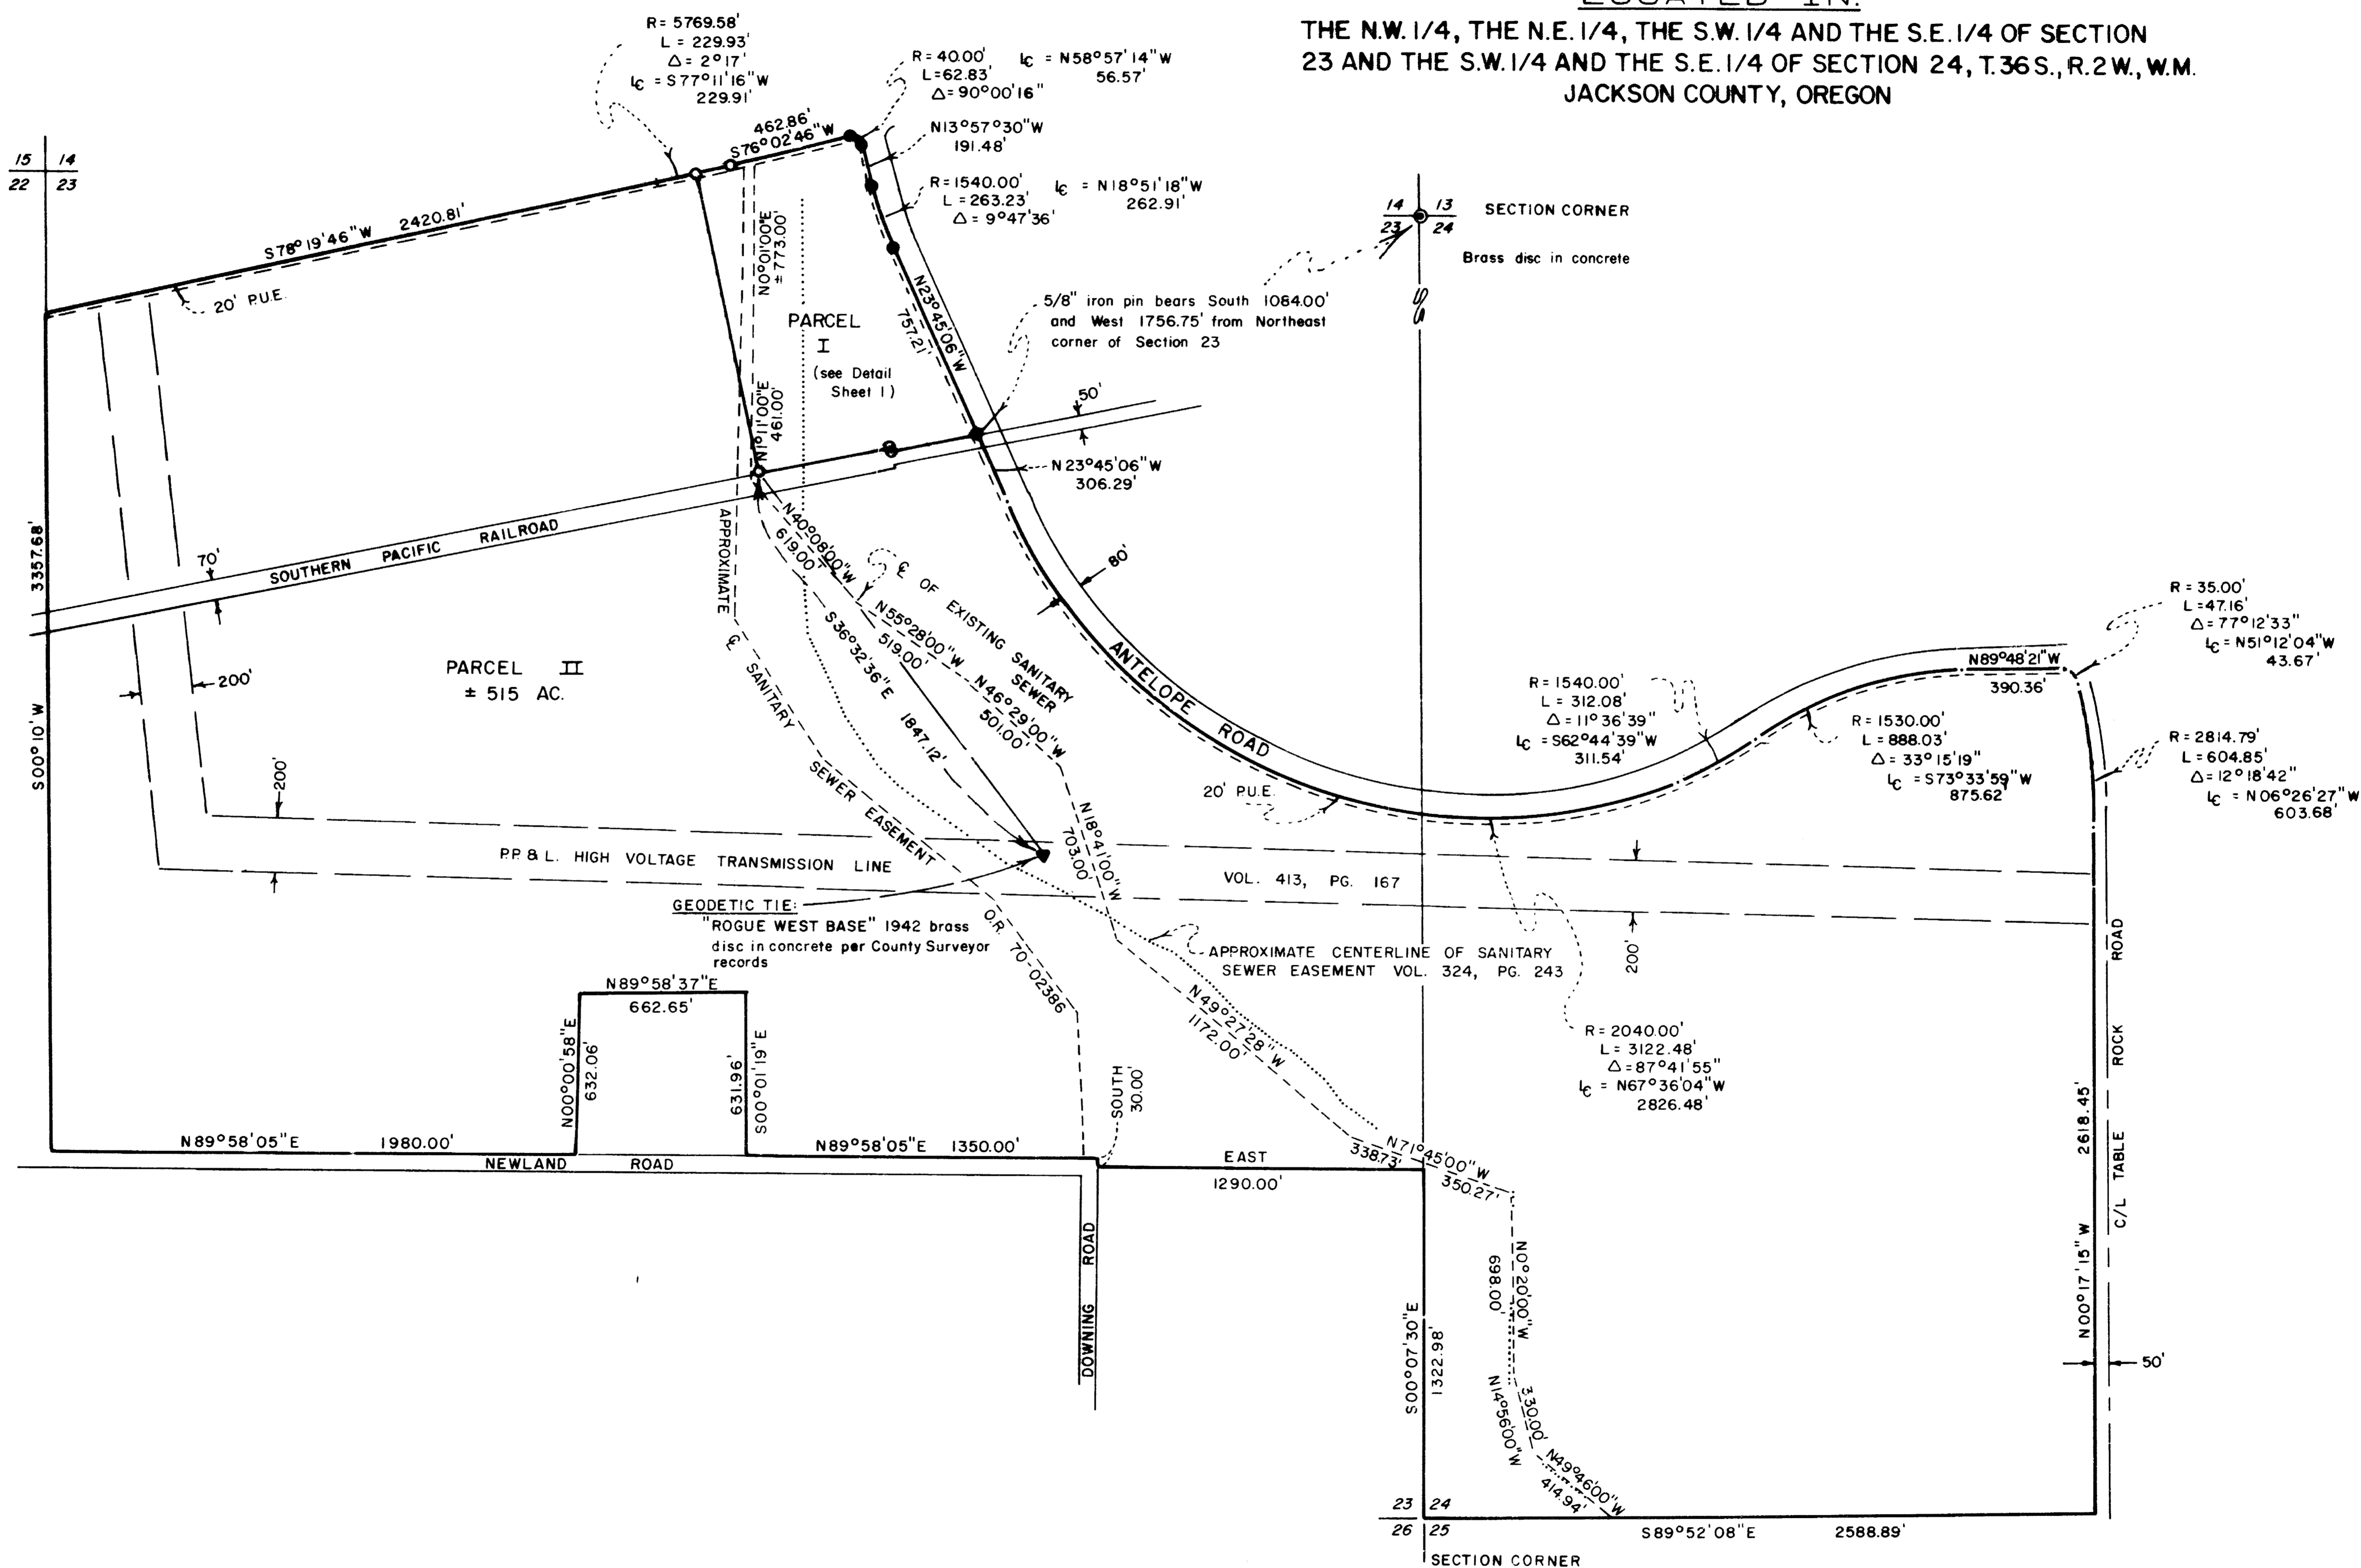 LOCATED IN:
THE N.W. 1/4, THE N.E. 1/4, THE S.W. 1/4 AND THE S.E. 1/4 OF SECTION
23 AND THE S.W. 1/4 AND THE S.E. 1/4 OF SECTION 24, T. 36 S., R. 2 W., W.M.
JACKSON COUNTY, OREGON
R = 5769.58'
L = 229.93'
Δ = 2°17'
L℄ = S77°11'16"W
229.91'
R = 40.00'
L = 62.83'
Δ = 90°00'16"
L℄ = N58°57'14"W
56.57'
462.86'
S76°02'46"W
N13°57'30"W
191.48'
R = 1540.00'
L = 263.23'
Δ = 9°47'36"
L℄ = N18°51'18"W
262.91'
15 14
22 23
14 13
23 24
SECTION CORNER
Brass disc in concrete
S78°19'46"W 2420.81'
20' P.U.E.
N0°01'00"E
± 773.00'
PARCEL
I
(see Detail
Sheet 1)
N23°45'06"W
757.21'
5/8" iron pin bears South 1084.00'
and West 1756.75' from Northeast
corner of Section 23
N1°11'00"E
461.00'
50'
N23°45'06"W
306.29'
3357.68'
S00°10'W
70'
SOUTHERN PACIFIC RAILROAD
N40°08'00"W
619.00'
℄ OF EXISTING SANITARY
SEWER
N55°28'00"W
519.00'
N46°29'00"W
501.00'
S36°32'36"E 1847.12'
80'
ANTELOPE ROAD
APPROXIMATE ℄ SANITARY
SEWER EASEMENT
O.R. 70-02386
PARCEL II
± 515 AC.
200'
200'
R = 35.00'
L = 47.16'
Δ = 77°12'33"
L℄ = N51°12'04"W
43.67'
N89°48'21"W
390.36'
R = 1540.00'
L = 312.08'
Δ = 11°36'39"
L℄ = S62°44'39"W
311.54'
R = 1530.00'
L = 888.03'
Δ = 33°15'19"
L℄ = S73°33'59"W
875.62'
R = 2814.79'
L = 604.85'
Δ = 12°18'42"
L℄ = N06°26'27"W
603.68'
20' P.U.E.
N18°41'00"W
703.00'
P.P. & L. HIGH VOLTAGE TRANSMISSION LINE
VOL. 413, PG. 167
GEODETIC TIE:
"ROGUE WEST BASE" 1942 brass
disc in concrete per County Surveyor
records
APPROXIMATE CENTERLINE OF SANITARY
SEWER EASEMENT VOL. 324, PG. 243
200'
N89°58'37"E
662.65'
N00°00'58"E
632.06'
631.96'
S00°01'19"E
N49°27'28"W
1172.00'
R = 2040.00'
L = 3122.48'
Δ = 87°41'55"
L℄ = N67°36'04"W
2826.48'
SOUTH
30.00'
N89°58'05"E 1980.00'
N89°58'05"E 1350.00'
NEWLAND ROAD
EAST
1290.00'
N71°45'00"W
338.73'
350.27'
2618.45'
N00°17'15"W
C/L TABLE ROCK ROAD
DOWNING ROAD
N0°20'00"W
698.00'
S00°07'30"E
1322.98'
50'
330.00'
N14°56'00"W
N49°46'00"W
414.94'
23 24
26 25
S89°52'08"E 2588.89'
SECTION CORNER